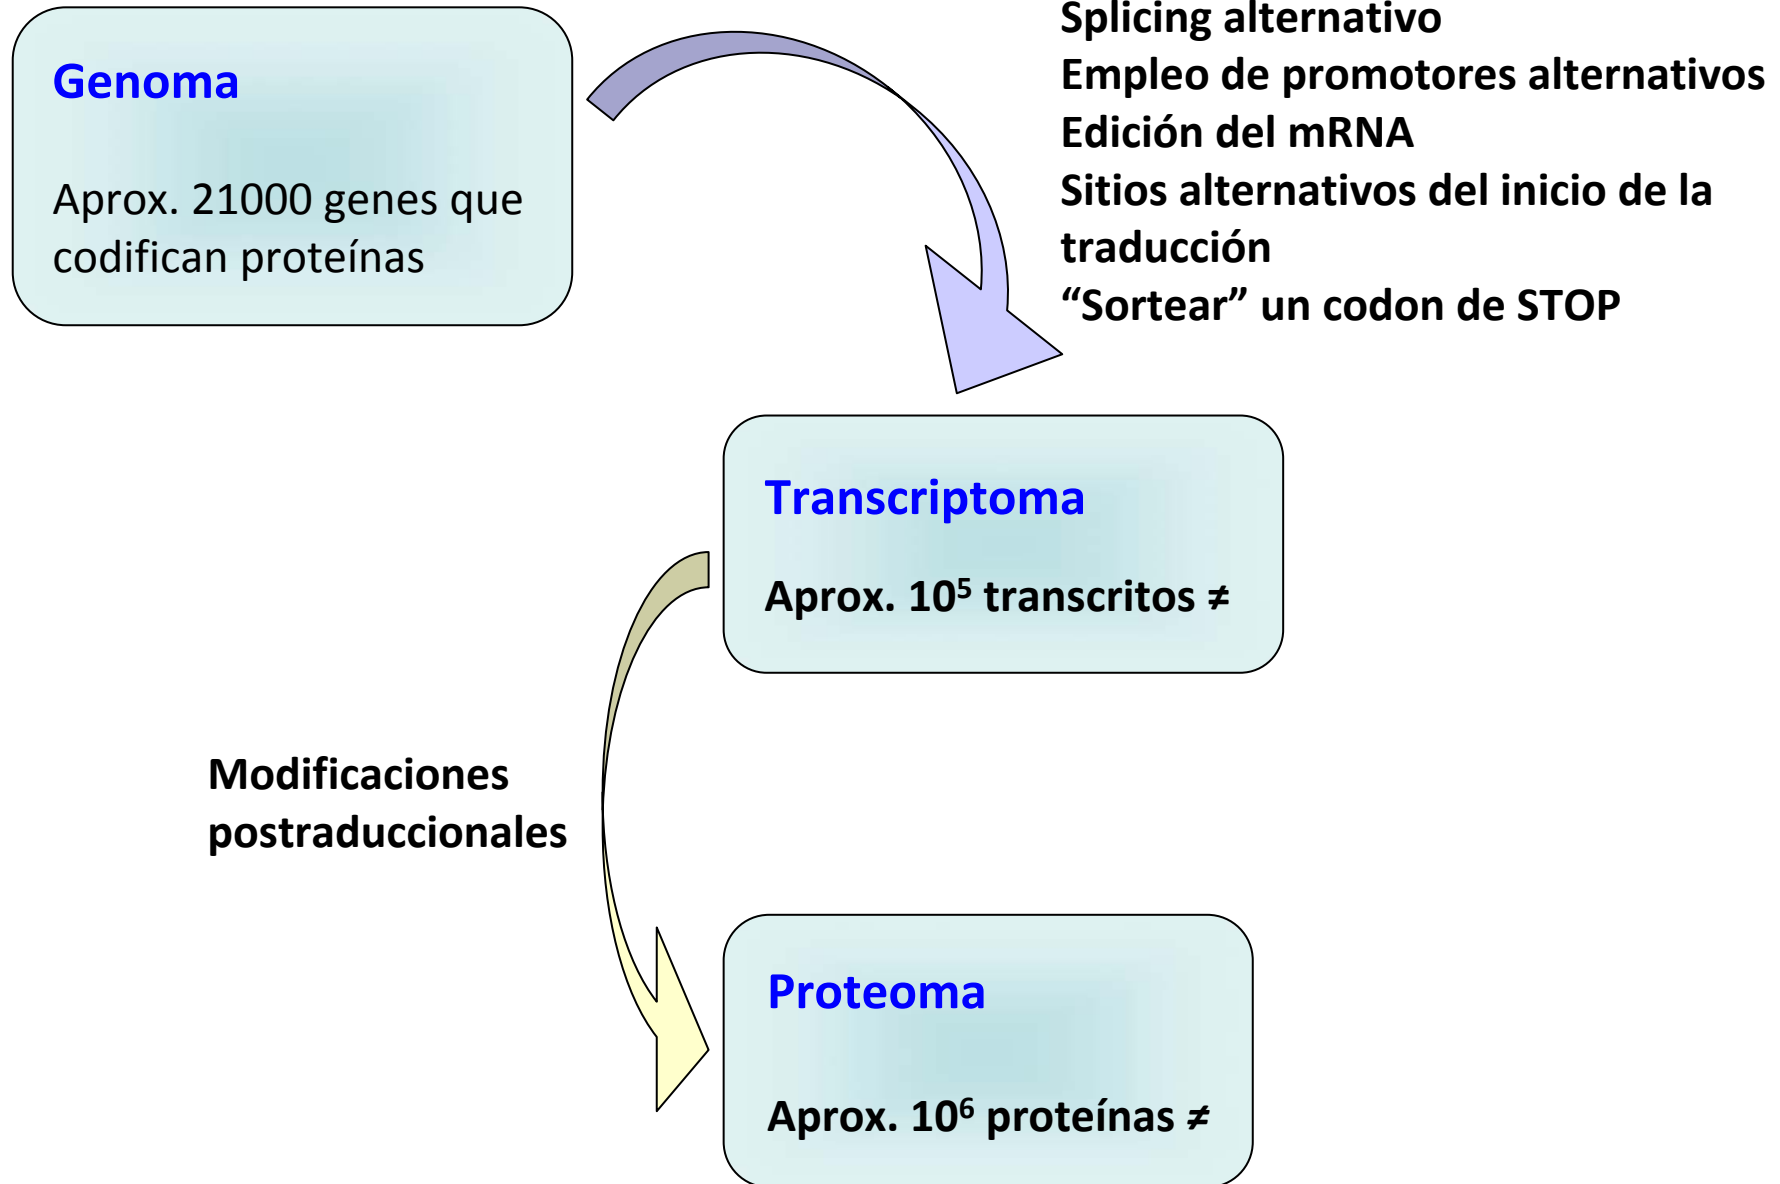 Genoma
Aprox. 21000 genes que
codifican proteínas
Splicing alternativo
Empleo de promotores alternativos
Edición del mRNA
Sitios alternativos del inicio de la
traducción
“Sortear” un codon de STOP
Transcriptoma
Aprox. 10⁵ transcritos ≠
Modificaciones
postraduccionales
Proteoma
Aprox. 10⁶ proteínas ≠